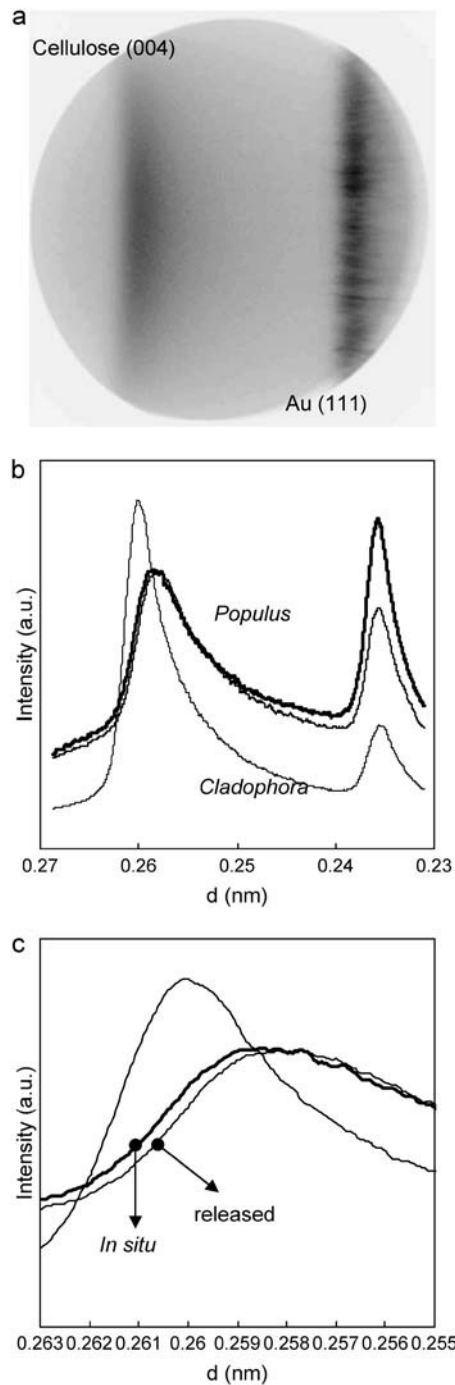 a
Cellulose (004)
Au (111)
b
Intensity (a.u.)
Populus
Cladophora
0.27 0.26 0.25 0.24 0.23
d (nm)
c
Intensity (a.u.)
released
In situ
0.263 0.262 0.261 0.26 0.259 0.258 0.257 0.256 0.255
d (nm)